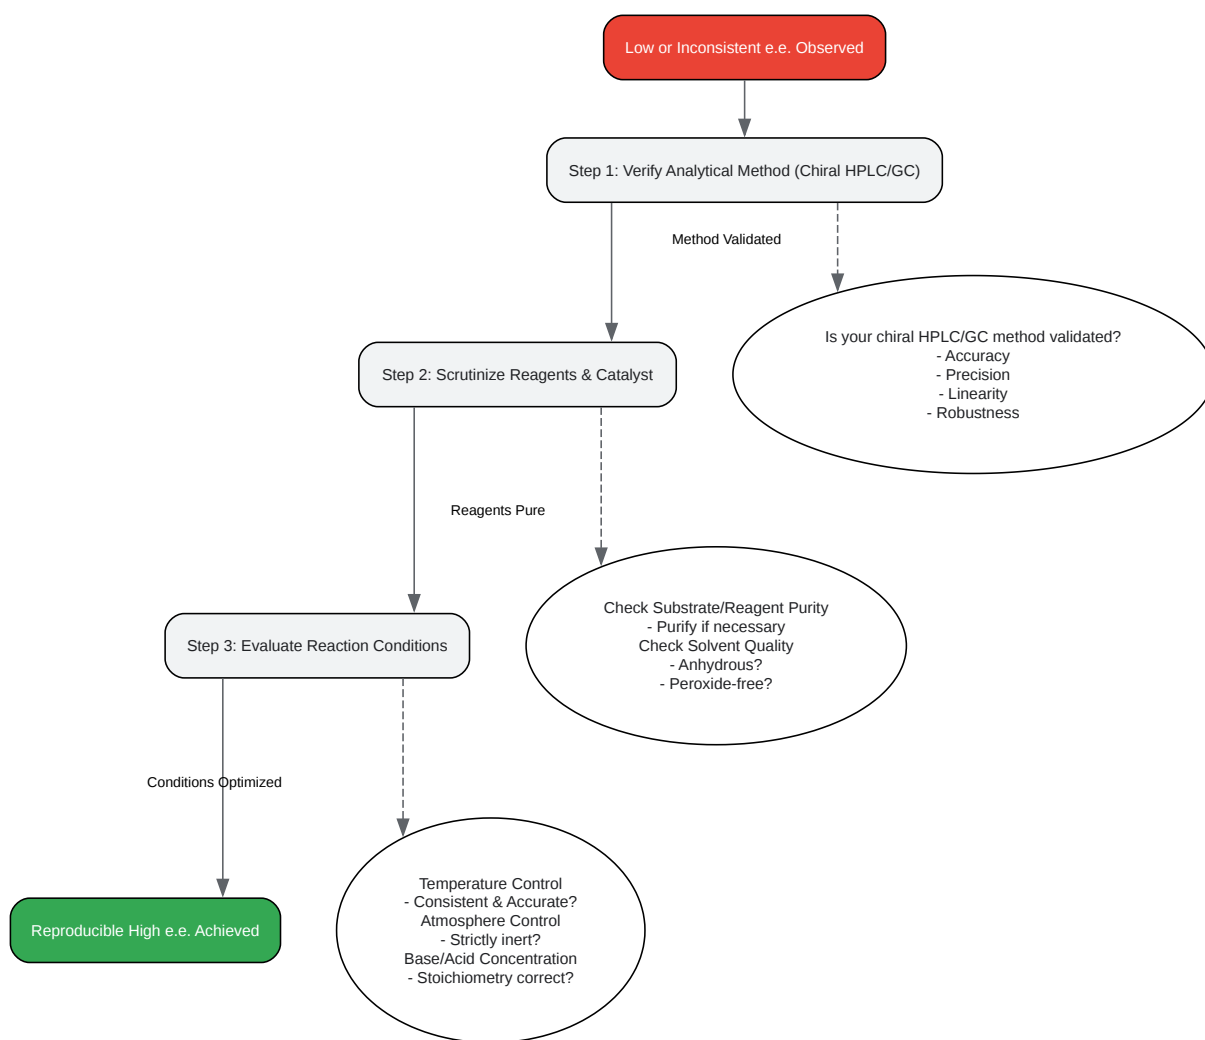 Low or Inconsistent e.e. Observed
Step 1: Verify Analytical Method (Chiral HPLC/GC)
Method Validated
Is your chiral HPLC/GC method validated?
- Accuracy
- Precision
- Linearity
- Robustness
Step 2: Scrutinize Reagents & Catalyst
Reagents Pure
Check Substrate/Reagent Purity
- Purify if necessary
Check Solvent Quality
- Anhydrous?
- Peroxide-free?
Step 3: Evaluate Reaction Conditions
Conditions Optimized
Temperature Control
- Consistent & Accurate?
Atmosphere Control
- Strictly inert?
Base/Acid Concentration
- Stoichiometry correct?
Reproducible High e.e. Achieved